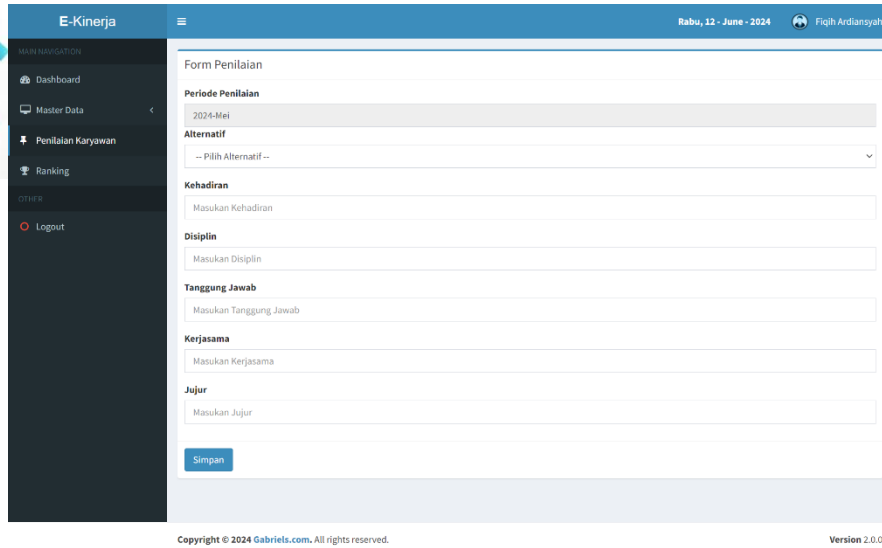 E-Kinerja
Rabu, 12 - June - 2024 Fiqih Ardiansyah
MAIN NAVIGATION
Dashboard
Master Data
Penilaian Karyawan
Ranking
OTHER
Logout
Form Penilaian
Periode Penilaian
2024-Mei
Alternatif
-- Pilih Alternatif --
Kehadiran
Masukan Kehadiran
Disiplin
Masukan Disiplin
Tanggung Jawab
Masukan Tanggung Jawab
Kerjasama
Masukan Kerjasama
Jujur
Masukan Jujur
Simpan
Copyright © 2024 Gabriels.com. All rights reserved.
Version 2.0.0